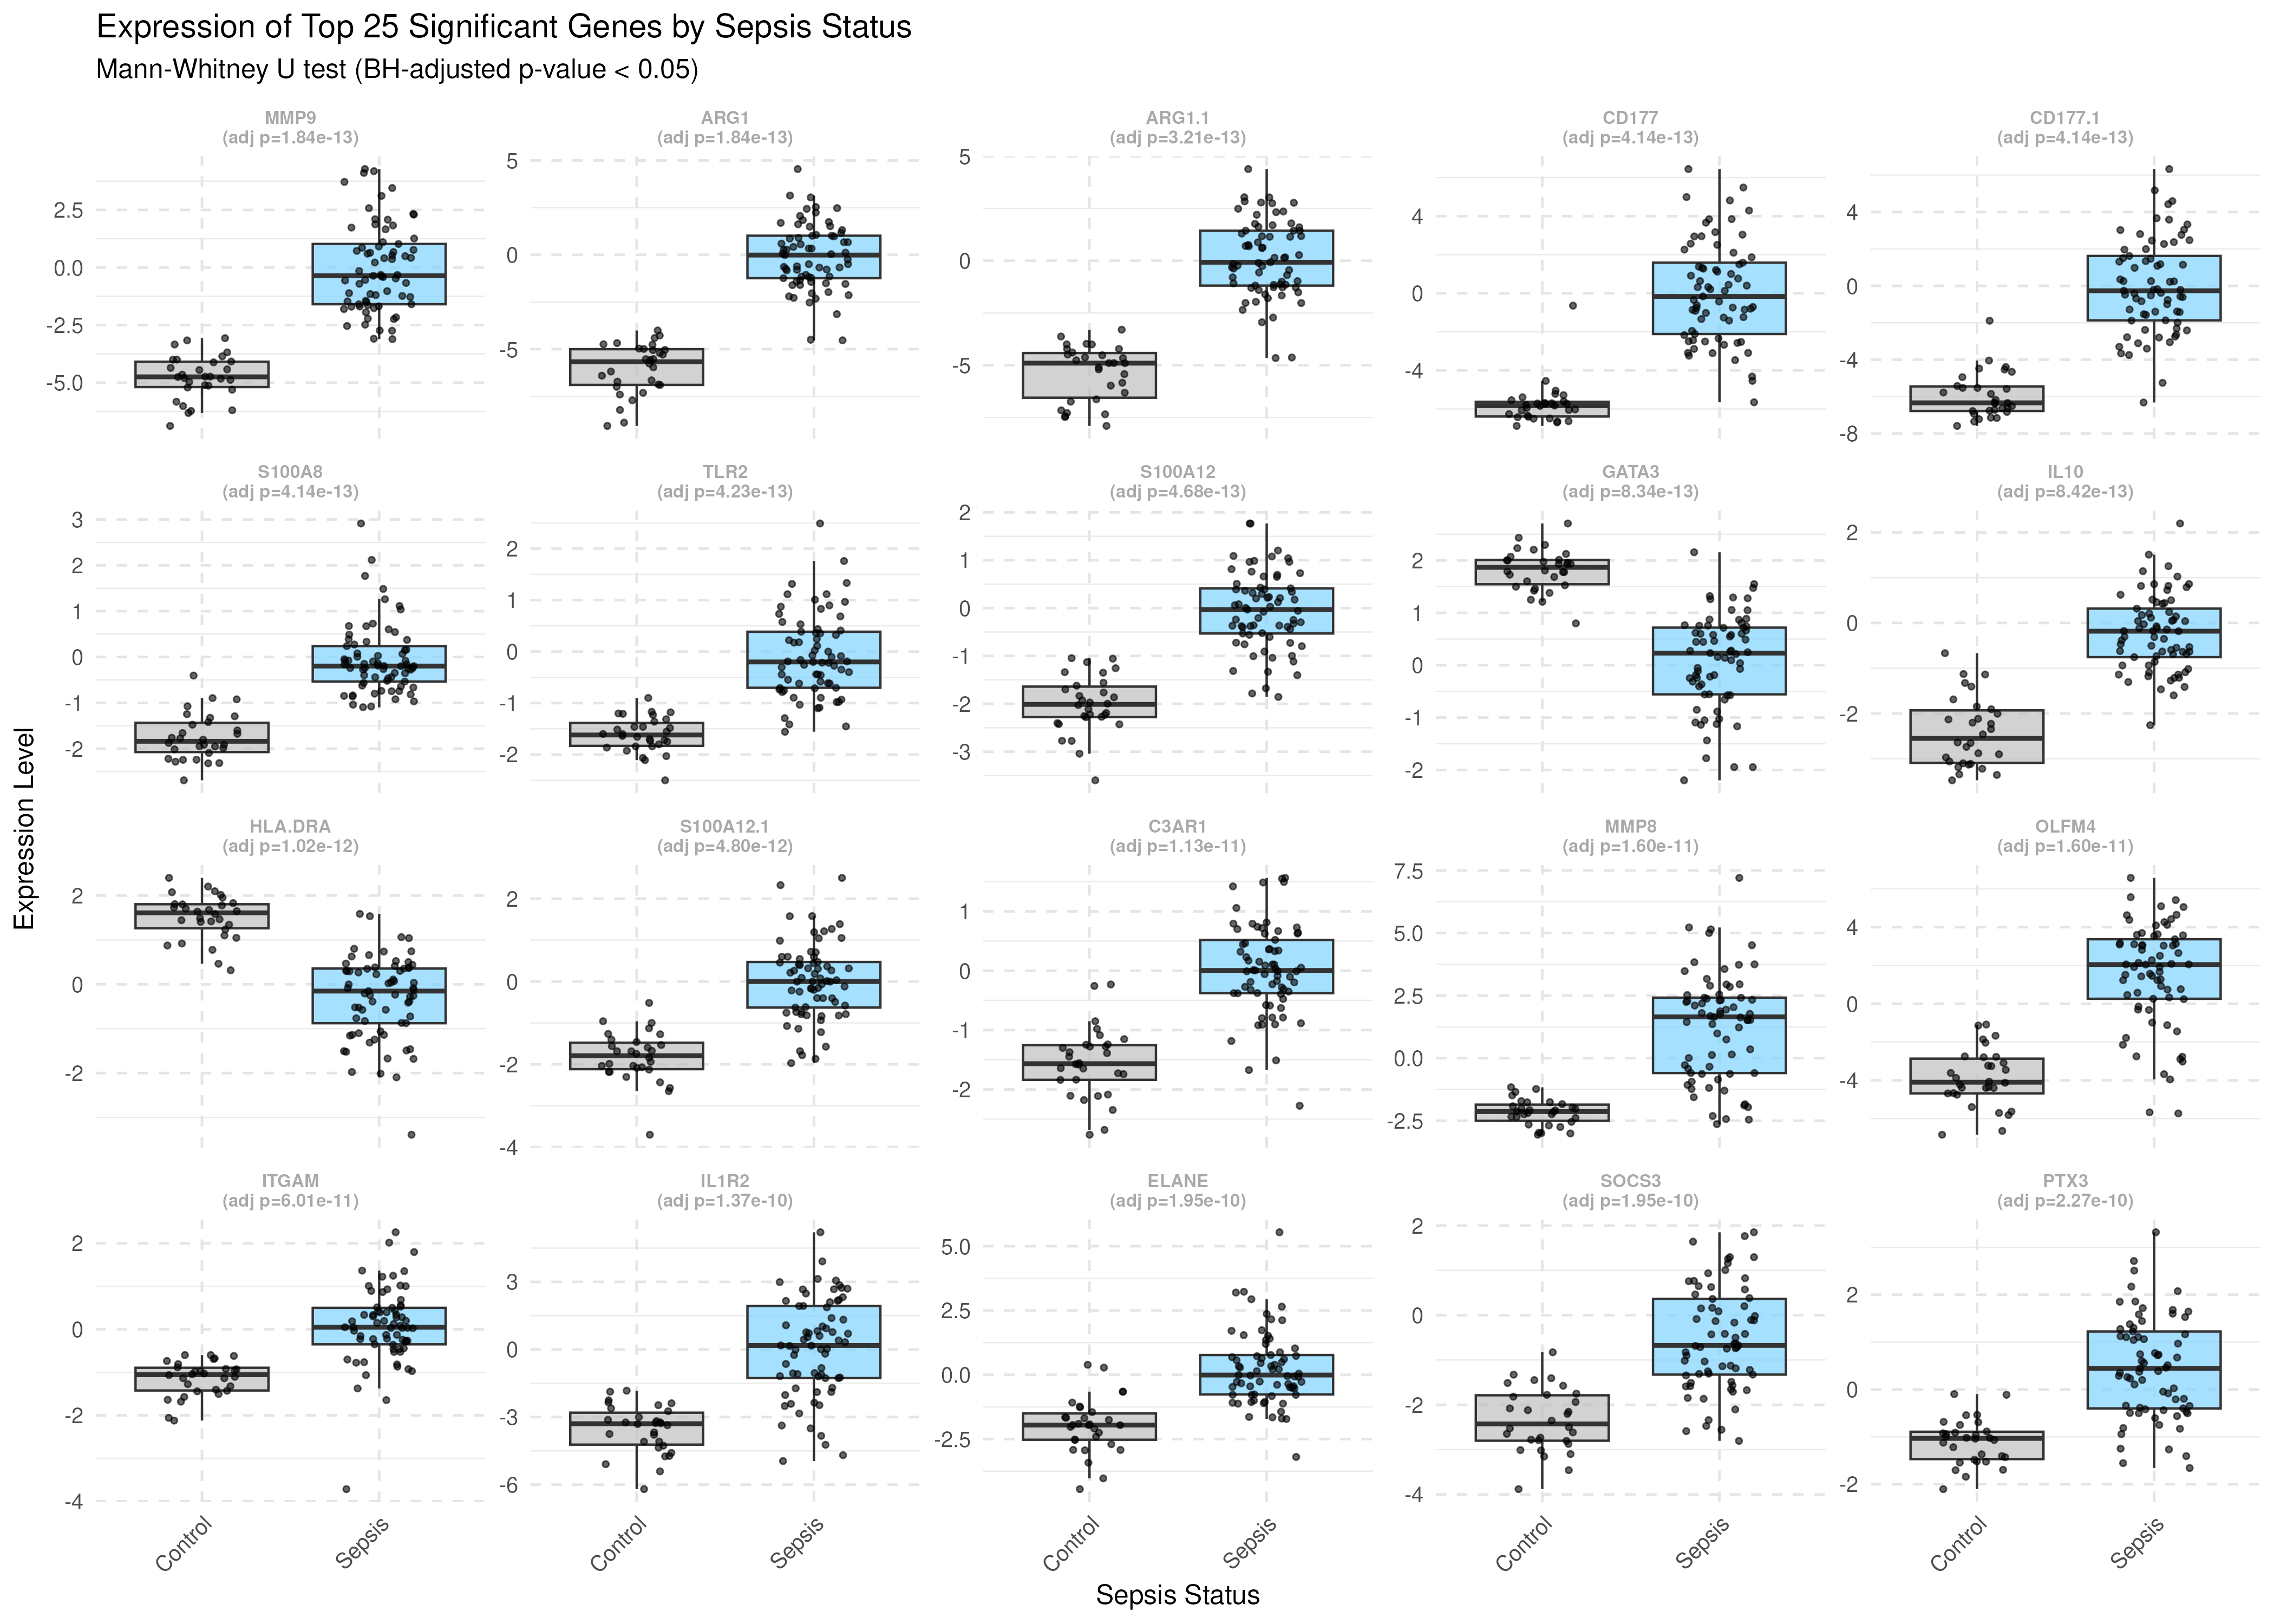 Expression of Top 25 Significant Genes by Sepsis Status
Mann-Whitney U test (BH-adjusted p-value < 0.05)
MMP9
(adj p=1.84e-13)
2.5
0.0
-2.5
-5.0
ARG1
(adj p=1.84e-13)
5
0
-5
ARG1.1
(adj p=3.21e-13)
5
0
-5
CD177
(adj p=4.14e-13)
4
0
-4
CD177.1
(adj p=4.14e-13)
4
0
-4
-8
S100A8
(adj p=4.14e-13)
3
2
1
0
-1
-2
TLR2
(adj p=4.23e-13)
2
1
0
-1
-2
S100A12
(adj p=4.68e-13)
2
1
0
-1
-2
-3
GATA3
(adj p=8.34e-13)
2
1
0
-1
-2
IL10
(adj p=8.42e-13)
2
0
-2
HLA.DRA
(adj p=1.02e-12)
2
0
-2
S100A12.1
(adj p=4.80e-12)
2
0
-2
-4
C3AR1
(adj p=1.13e-11)
1
0
-1
-2
MMP8
(adj p=1.60e-11)
7.5
5.0
2.5
0.0
-2.5
OLFM4
(adj p=1.60e-11)
4
0
-4
ITGAM
(adj p=6.01e-11)
2
0
-2
-4
Control
Sepsis
IL1R2
(adj p=1.37e-10)
3
0
-3
-6
Control
Sepsis
ELANE
(adj p=1.95e-10)
5.0
2.5
0.0
-2.5
Control
Sepsis
SOCS3
(adj p=1.95e-10)
2
0
-2
-4
Control
Sepsis
PTX3
(adj p=2.27e-10)
2
0
-2
Control
Sepsis
Expression Level
Sepsis Status